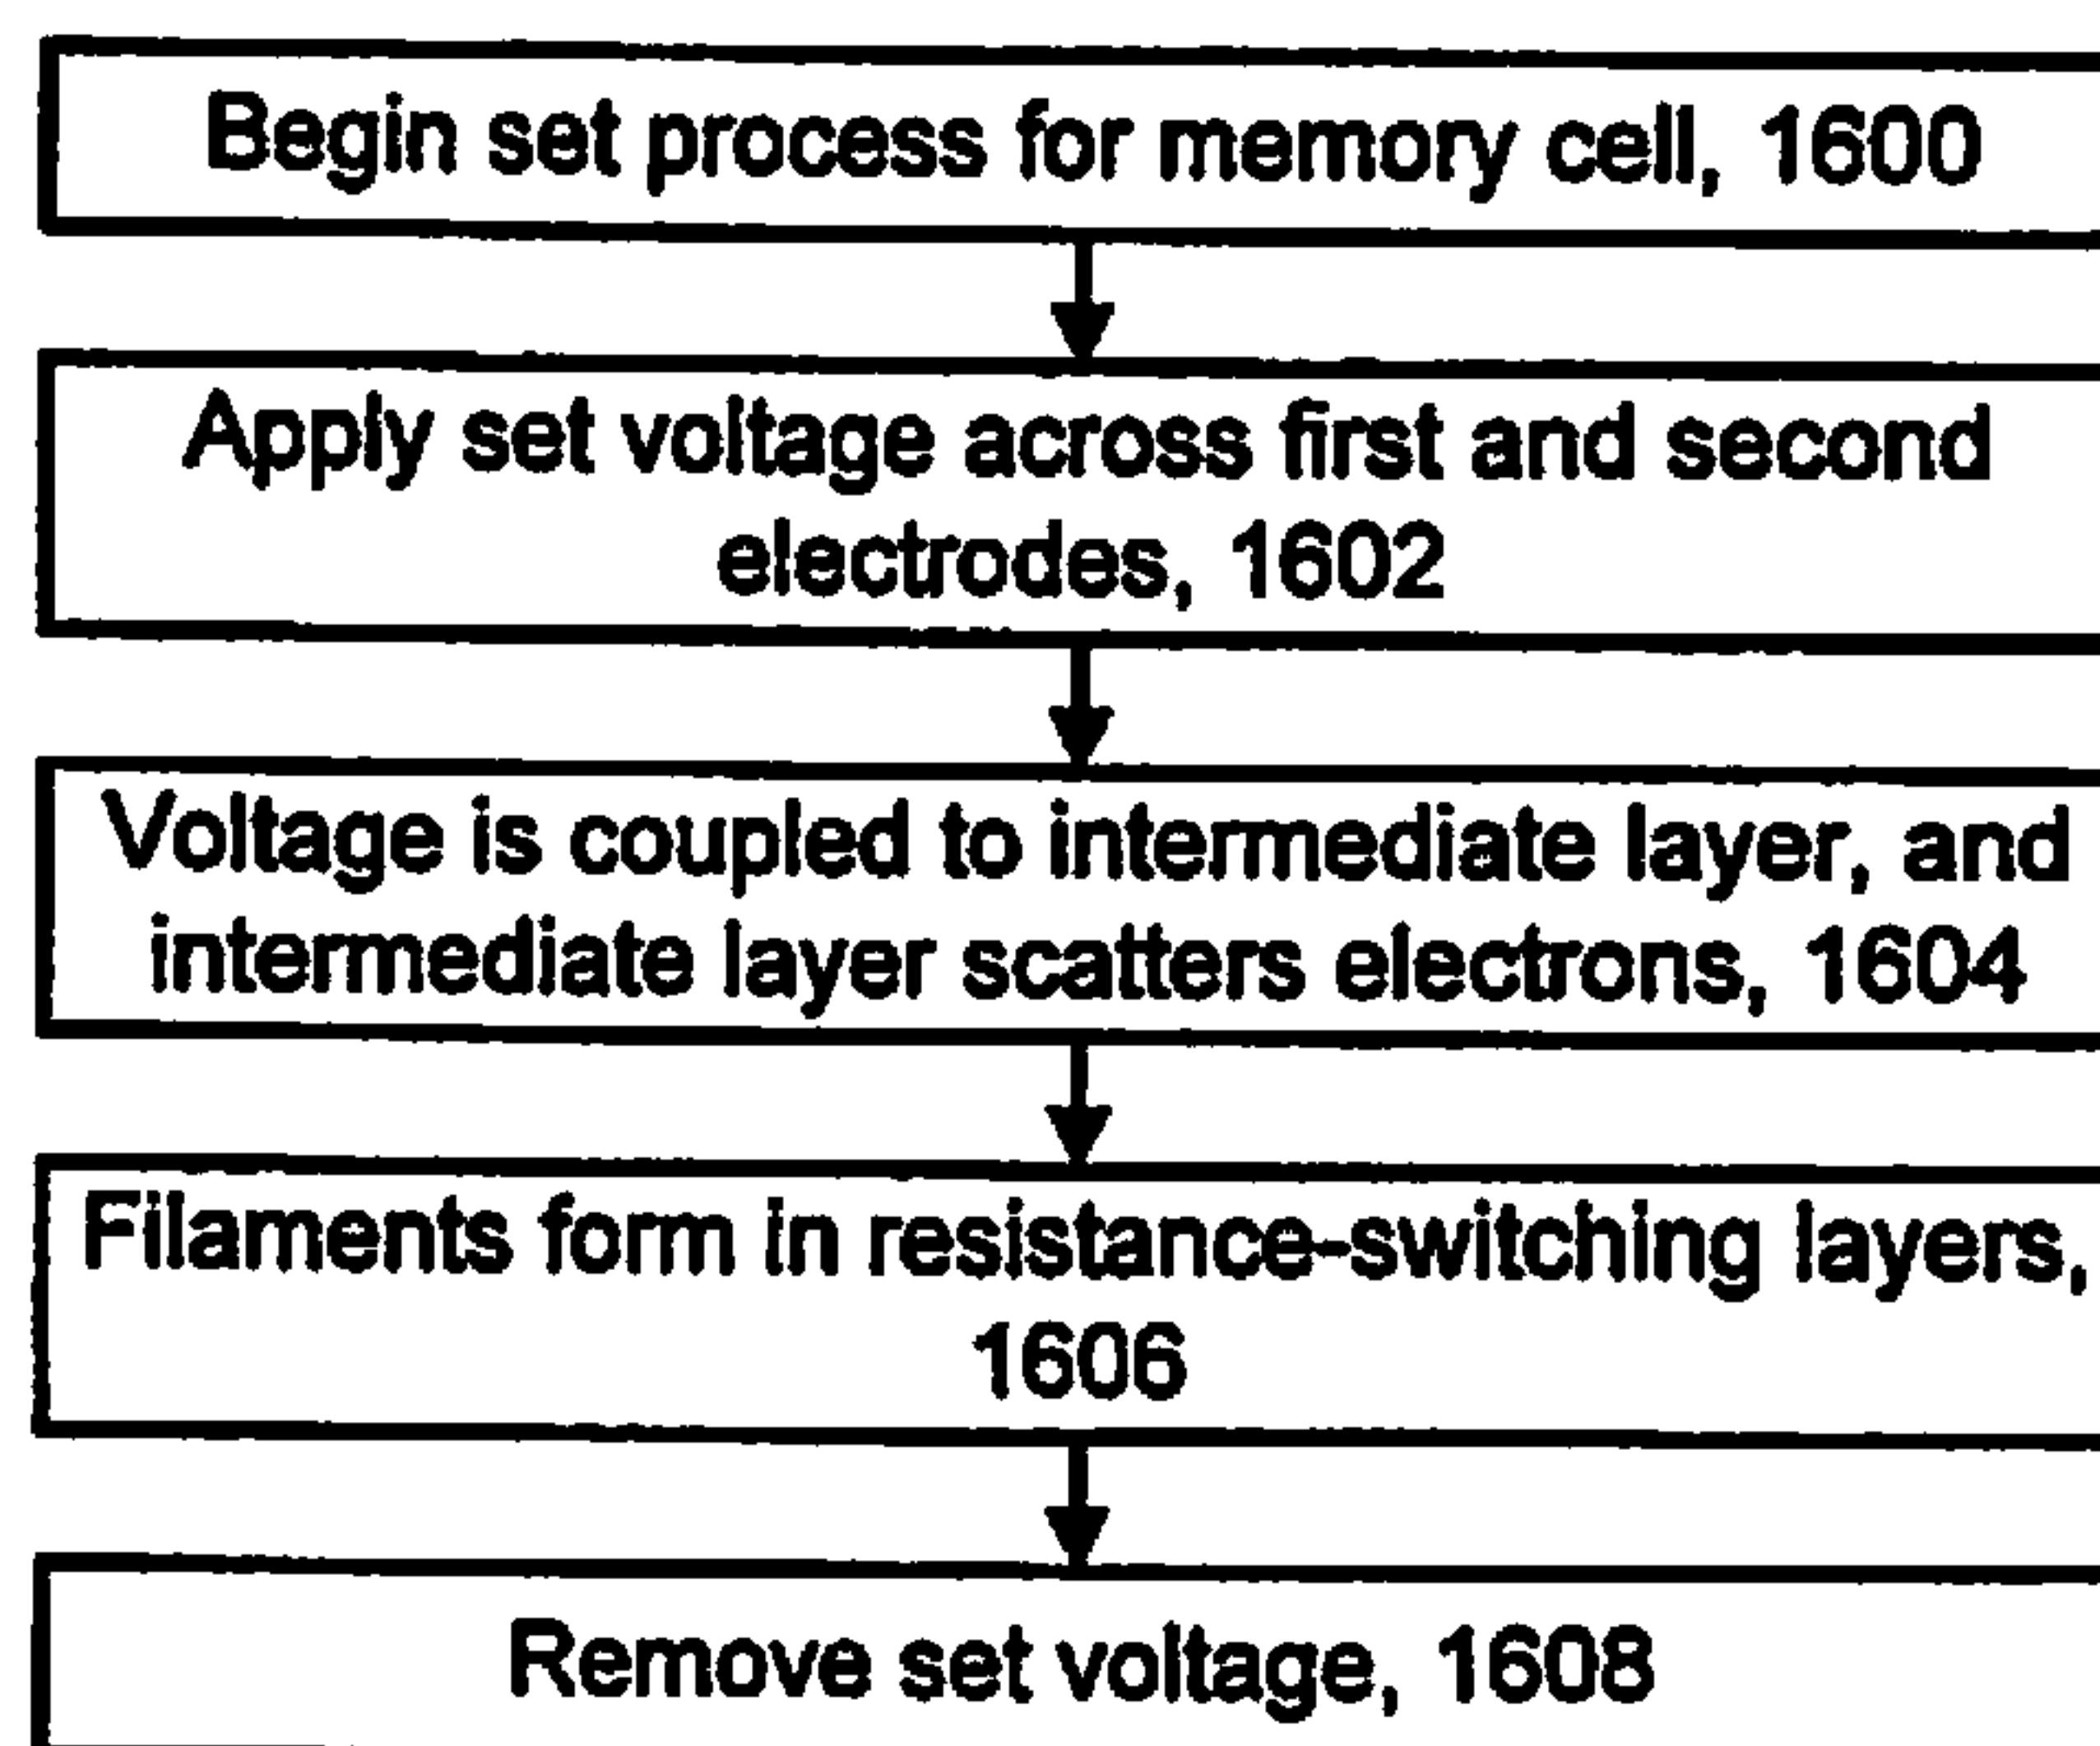 Begin set process for memory cell, 1600
Apply set voltage across first and second
electrodes, 1602
Voltage is coupled to intermediate layer, and
intermediate layer scatters electrons, 1604
Filaments form in resistance-switching layers,
1606
Remove set voltage, 1608